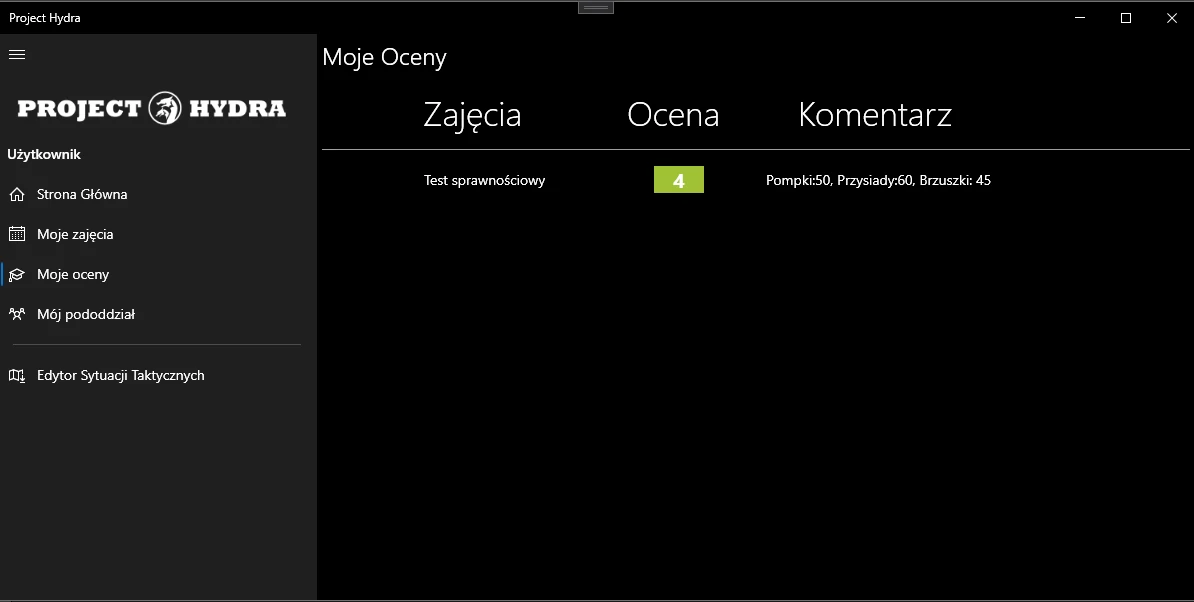 Project Hydra
PROJECT HYDRA
Użytkownik
Strona Główna
Moje zajęcia
Moje oceny
Mój pododdział
Edytor Sytuacji Taktycznych
Moje Oceny
Zajęcia Ocena Komentarz
Test sprawnościowy 4 Pompki:50, Przysiady:60, Brzuszki: 45